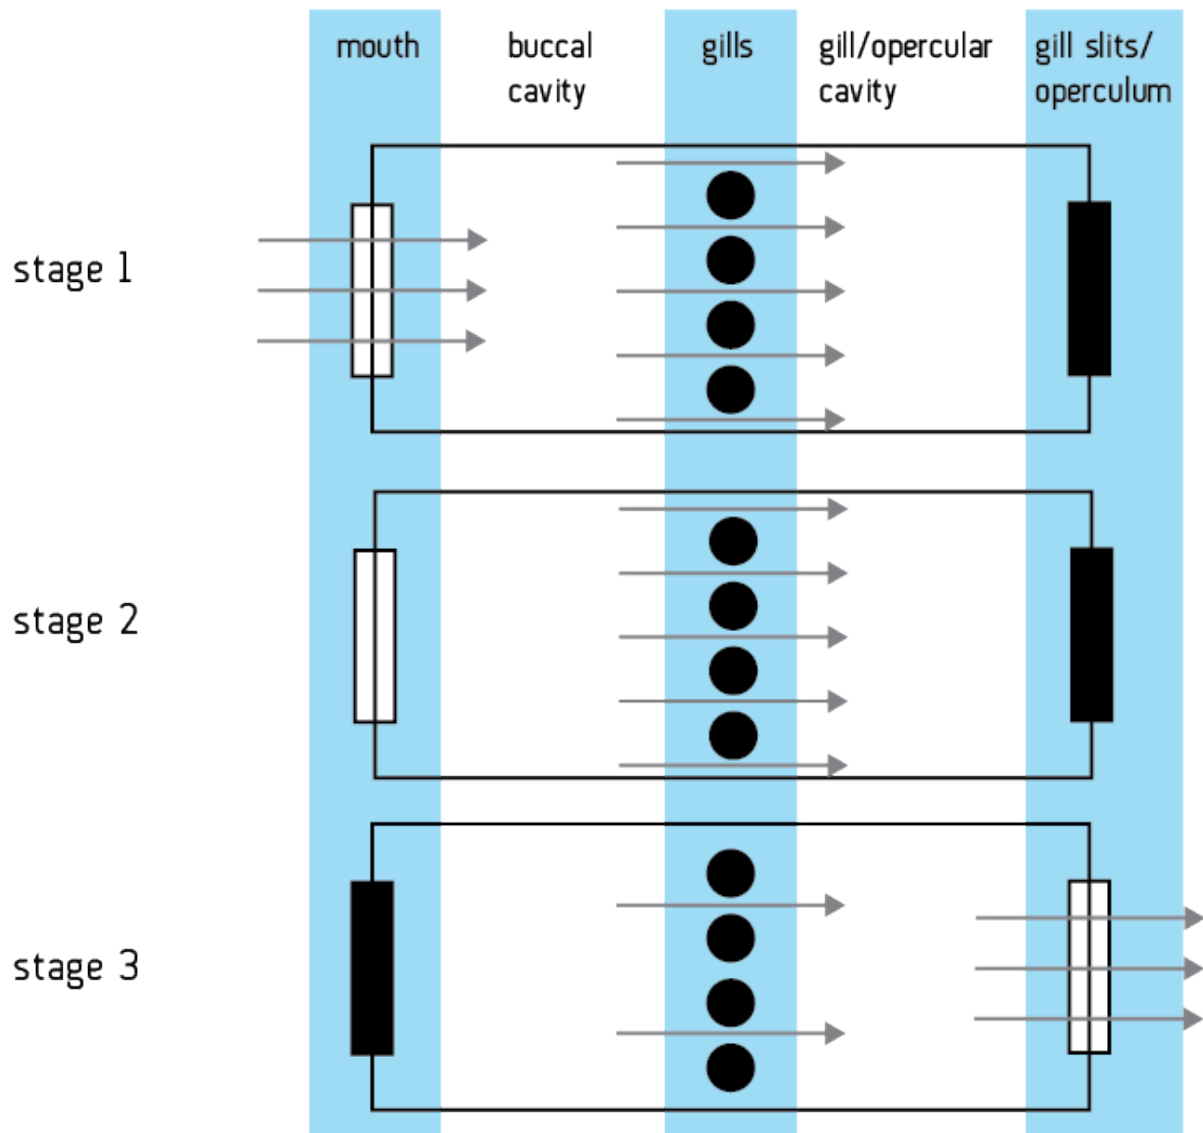 mouth
buccal
cavity
gills
gill/opercular
cavity
gill slits/
operculum
stage 1
stage 2
stage 3